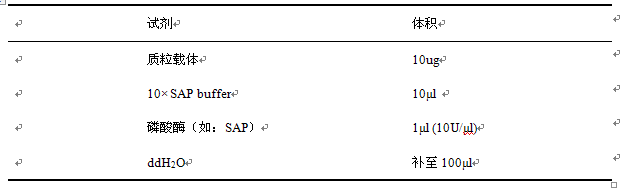 试剂 体积
质粒载体 10ug
10× SAP buffer 10μl
磷酸酶（如：SAP） 1μl (10U/μl)
ddH₂O 补至 100μl